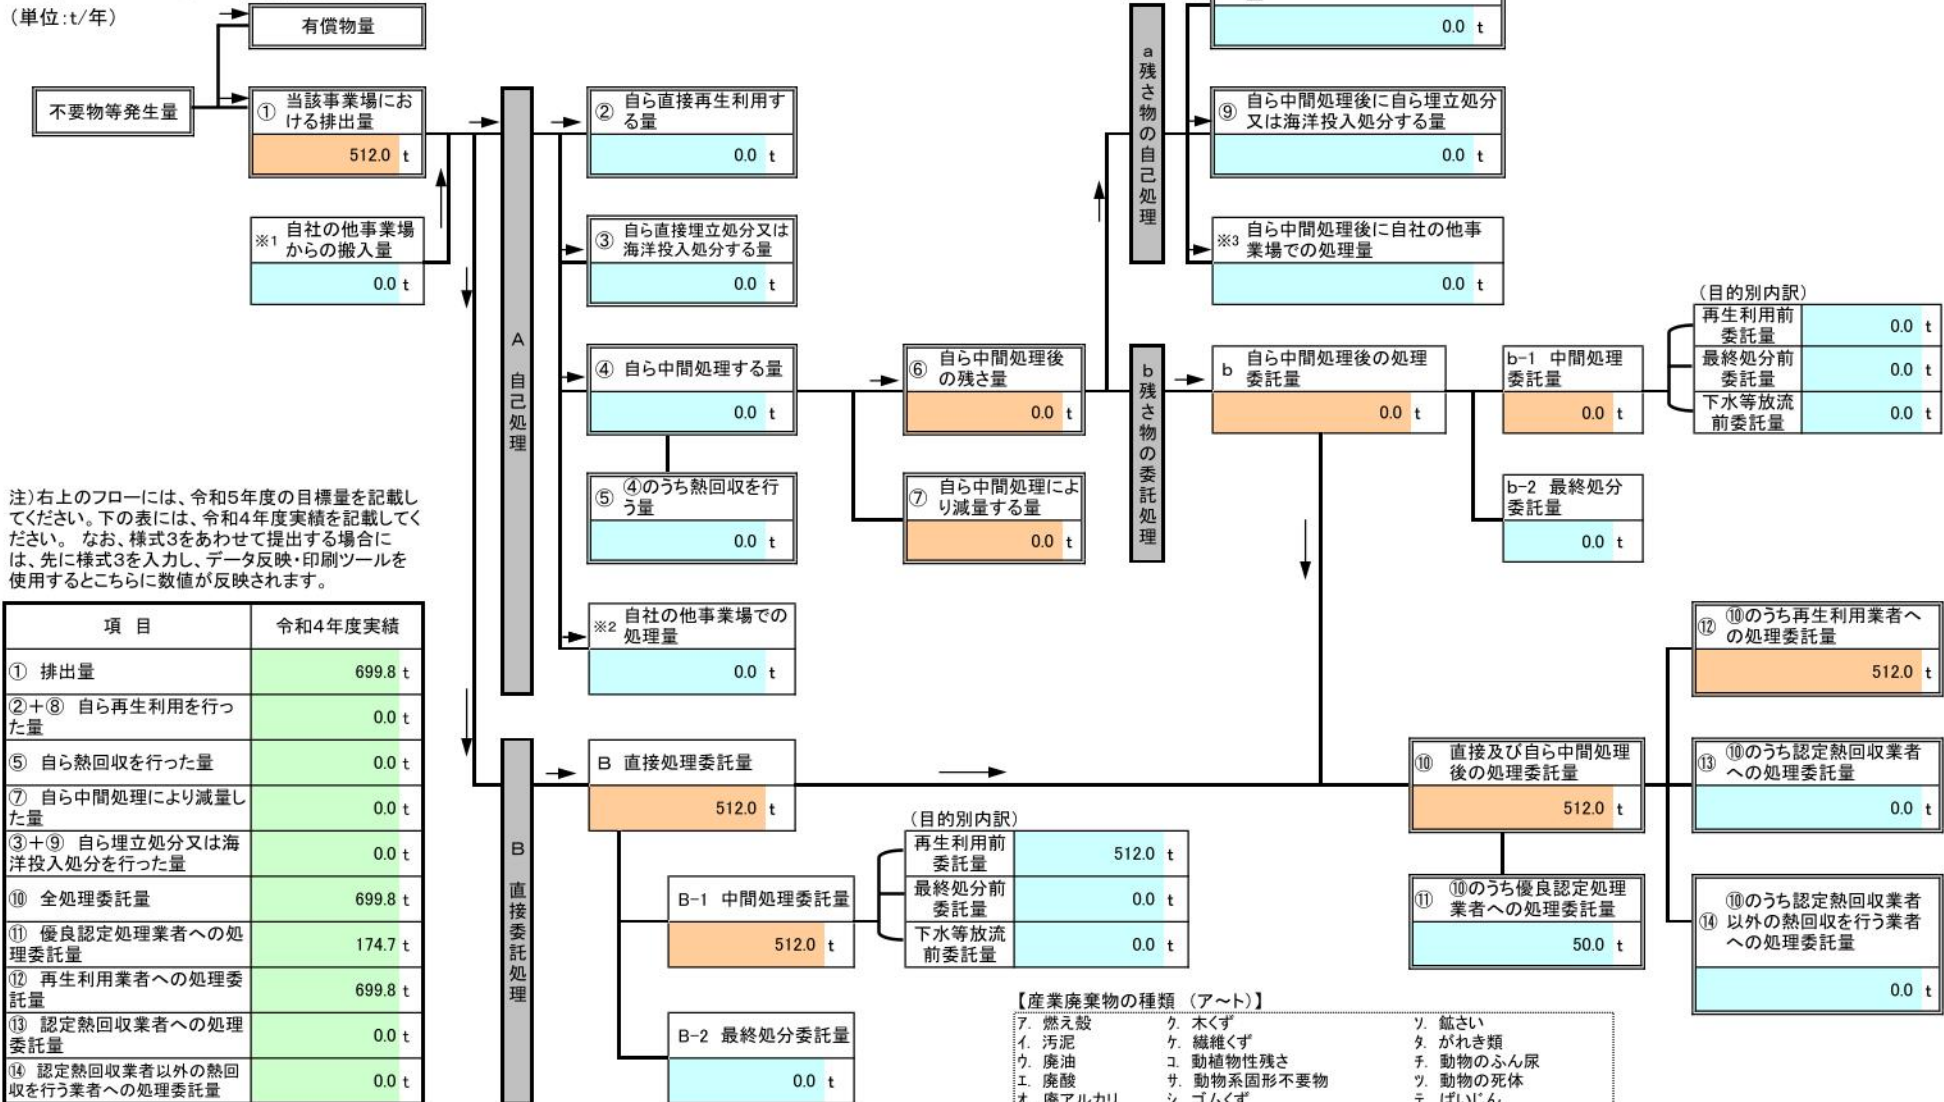 (単位:t/年)
有償物量
不要物等発生量
① 当該事業場にお
ける排出量
512.0 t
※1 自社の他事業場
からの搬入量
0.0 t
A 自己処理
② 自ら直接再生利用す
る量
0.0 t
③ 自ら直接埋立処分又は
海洋投入処分する量
0.0 t
④ 自ら中間処理する量
0.0 t
⑤ ④のうち熱回収を行
う量
0.0 t
※2 自社の他事業場での
処理量
0.0 t
⑥ 自ら中間処理後
の残さ量
0.0 t
⑦ 自ら中間処理によ
り減量する量
0.0 t
a 残さ物の自己処理
0.0 t
⑨ 自ら中間処理後に自ら埋立処分
又は海洋投入処分する量
0.0 t
※3 自ら中間処理後に自社の他事
業場での処理量
0.0 t
b 残さ物の委託処理
b 自ら中間処理後の処理
委託量
0.0 t
b-1 中間処理
委託量
0.0 t
(目的別内訳)
再生利用前
委託量 0.0 t
最終処分前
委託量 0.0 t
下水等放流
前委託量 0.0 t
b-2 最終処分
委託量
0.0 t
注)右上のフローには、令和5年度の目標量を記載し
てください。下の表には、令和4年度実績を記載してく
ださい。 なお、様式3をあわせて提出する場合に
は、先に様式3を入力し、データ反映・印刷ツールを
使用するとこちらに数値が反映されます。
項 目 令和4年度実績
① 排出量 699.8 t
②+⑧ 自ら再生利用を行っ
た量 0.0 t
⑤ 自ら熱回収を行った量 0.0 t
⑦ 自ら中間処理により減量し
た量 0.0 t
③+⑨ 自ら埋立処分又は海
洋投入処分を行った量 0.0 t
⑩ 全処理委託量 699.8 t
⑪ 優良認定処理業者への処
理委託量 174.7 t
⑫ 再生利用業者への処理委
託量 699.8 t
⑬ 認定熱回収業者への処理
委託量 0.0 t
⑭ 認定熱回収業者以外の熱回
収を行う業者への処理委託量 0.0 t
B 直接委託処理
B 直接処理委託量
512.0 t
B-1 中間処理委託量
512.0 t
(目的別内訳)
再生利用前
委託量 512.0 t
最終処分前
委託量 0.0 t
下水等放流
前委託量 0.0 t
B-2 最終処分委託量
0.0 t
⑩ 直接及び自ら中間処理
後の処理委託量
512.0 t
⑪ ⑩のうち優良認定処理
業者への処理委託量
50.0 t
⑫ ⑩のうち再生利用業者へ
の処理委託量
512.0 t
⑬ ⑩のうち認定熱回収業者
への処理委託量
0.0 t
⑭ ⑩のうち認定熱回収業者
以外の熱回収を行う業者
への処理委託量
0.0 t
【産業廃棄物の種類 (ア~ト)】
ア. 燃え殻 ク. 木くず ソ. 鉱さい
イ. 汚泥 ケ. 繊維くず タ. がれき類
ウ. 廃油 コ. 動植物性残さ チ. 動物のふん尿
エ. 廃酸 サ. 動物系固形不要物 ツ. 動物の死体
オ. 廃アルカリ シ. ゴムくず テ. ばいじん